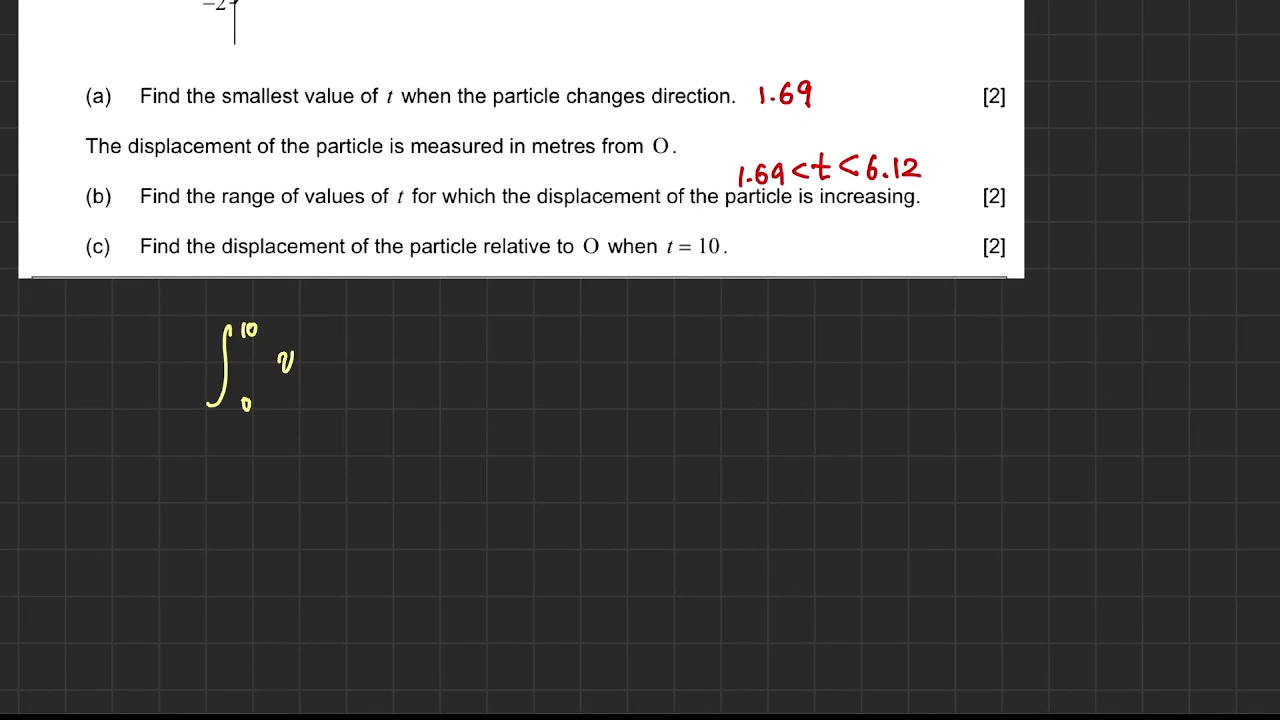 −2
(a) Find the smallest value of t when the particle changes direction. 1.69 [2]
The displacement of the particle is measured in metres from O.
1.69 < t < 6.12
(b) Find the range of values of t for which the displacement of the particle is increasing. [2]
(c) Find the displacement of the particle relative to O when t = 10. [2]
∫₀¹⁰ v